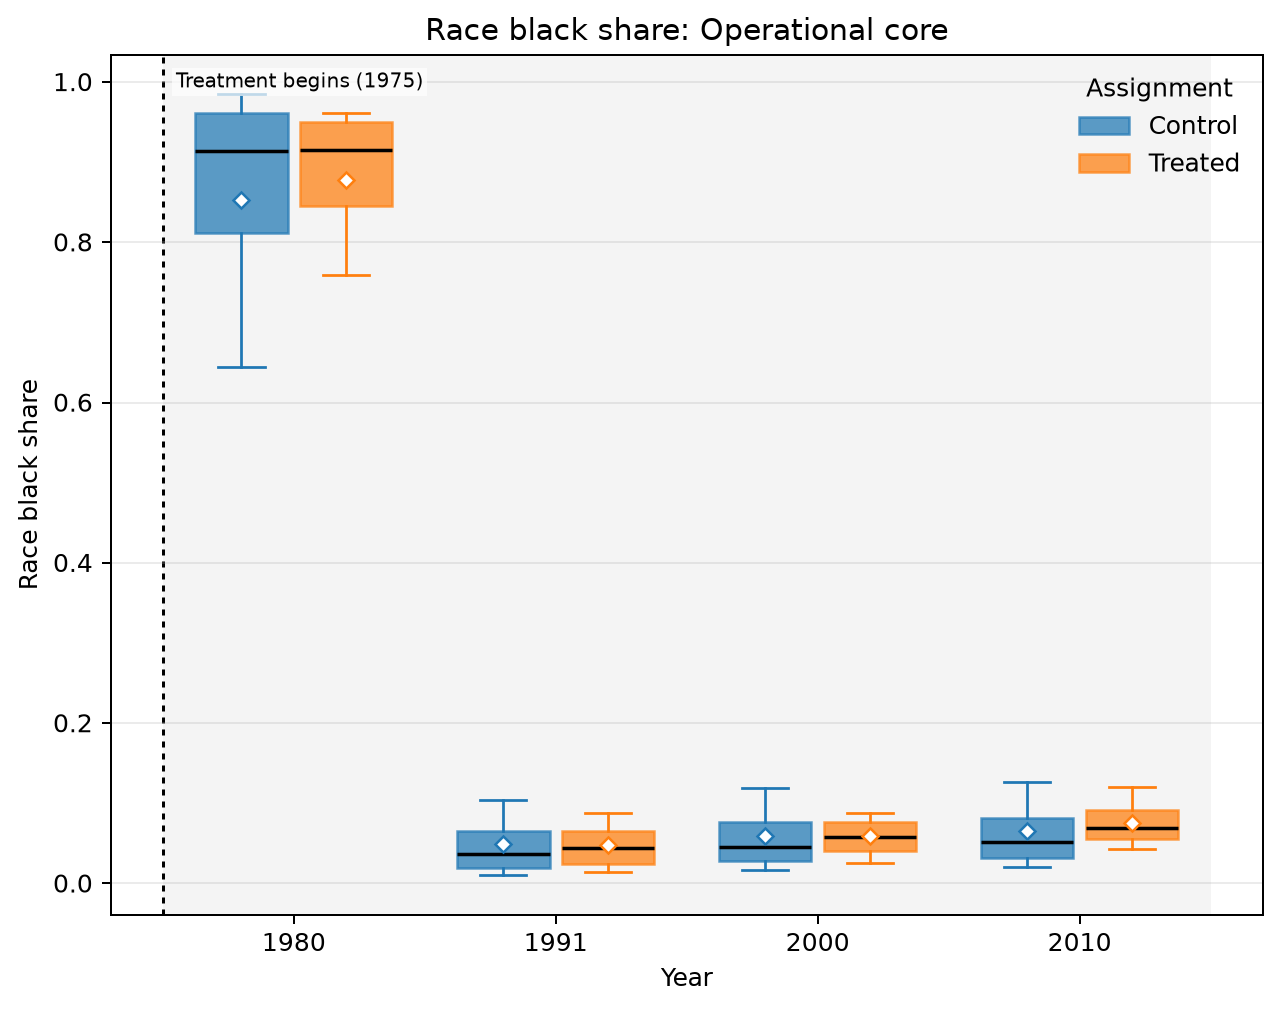 Race black share: Operational core
Treatment begins (1975)
Assignment
Control
Treated
1.0
0.8
0.6
0.4
0.2
0.0
Race black share
1980
1991
2000
2010
Year